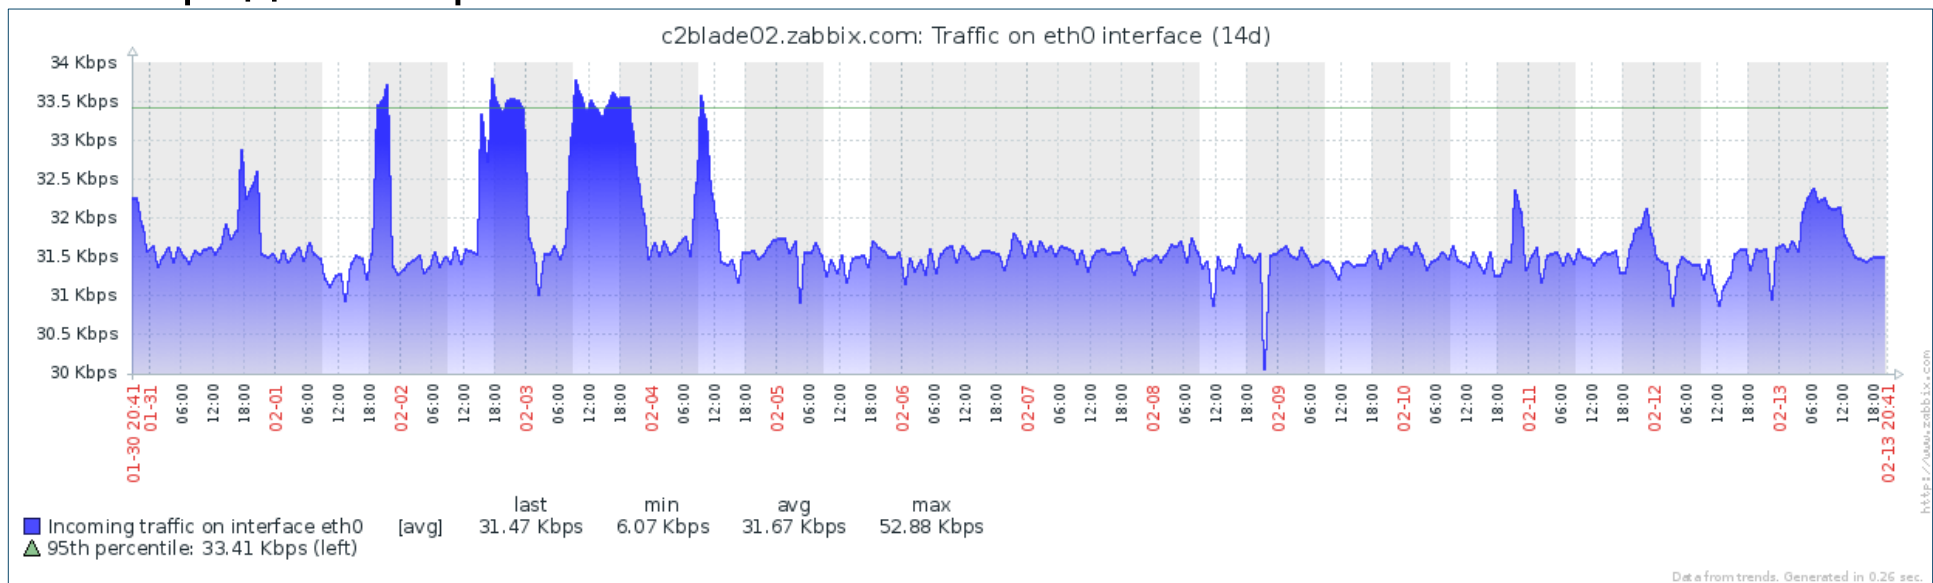 c2blade02.zabbix.com: Traffic on eth0 interface (14d)
34 Kbps
33.5 Kbps
33 Kbps
32.5 Kbps
32 Kbps
31.5 Kbps
31 Kbps
30.5 Kbps
30 Kbps
01-30 20:41 01-31 06:00 12:00 18:00 02-01 06:00 12:00 18:00 02-02 06:00 12:00 18:00 02-03 06:00 12:00 18:00 02-04 06:00 12:00 18:00 02-05 06:00 12:00 18:00 02-06 06:00 12:00 18:00 02-07 06:00 12:00 18:00 02-08 06:00 12:00 18:00 02-09 06:00 12:00 18:00 02-10 06:00 12:00 18:00 02-11 06:00 12:00 18:00 02-12 06:00 12:00 18:00 02-13 06:00 12:00 18:00 02-13 20:41
http://www.zabbix.com
last min avg max
Incoming traffic on interface eth0 [avg] 31.47 Kbps 6.07 Kbps 31.67 Kbps 52.88 Kbps
95th percentile: 33.41 Kbps (left)
Data from trends. Generated in 0.26 sec.